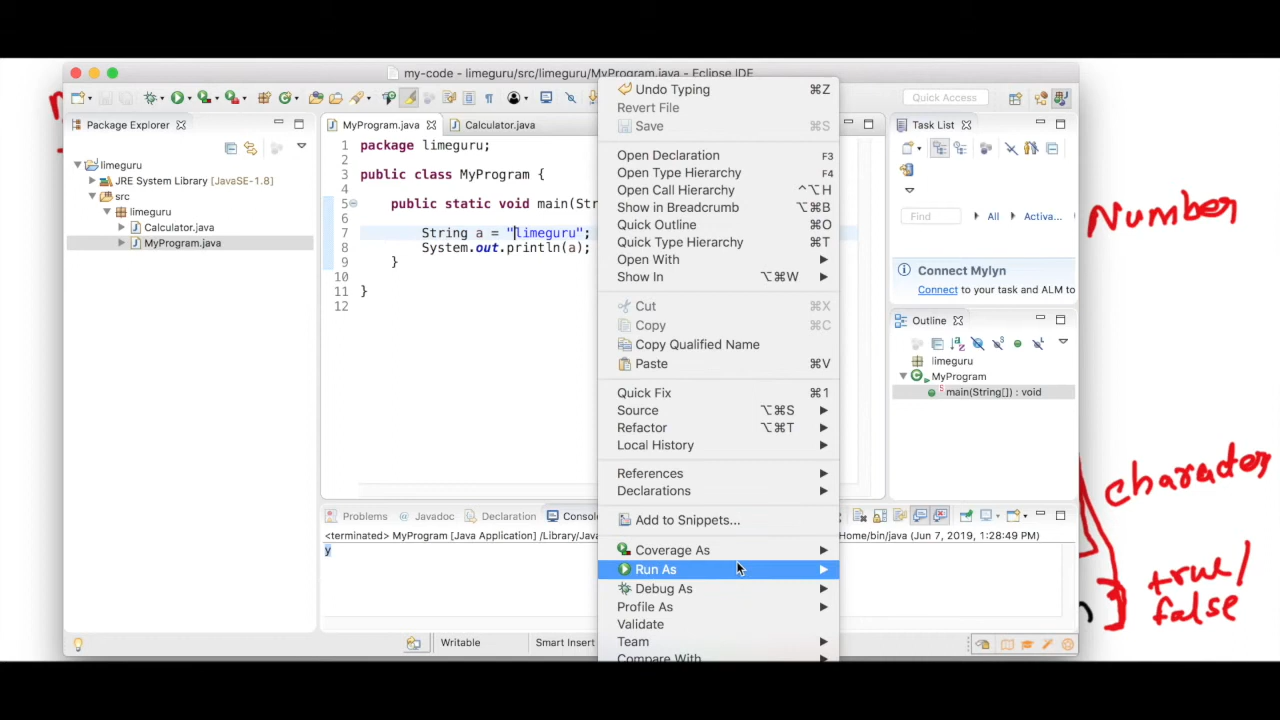 my-code - limeguru/src/limeguru/MyProgram.java - Eclipse IDE
Quick Access
Package Explorer
limeguru
JRE System Library [JavaSE-1.8]
src
limeguru
Calculator.java
MyProgram.java
MyProgram.java
Calculator.java
1 package limeguru;
2
3 public class MyProgram {
4
5 public static void main(Str
6
7 String a = "limeguru";
8 System.out.println(a);
9 }
10
11 }
12
Undo Typing ⌘Z
Revert File
Save ⌘S
Open Declaration F3
Open Type Hierarchy F4
Open Call Hierarchy ^⌥H
Show in Breadcrumb ⌥⌘B
Quick Outline ⌘O
Quick Type Hierarchy ⌘T
Open With
Show In ⌥⌘W
Cut ⌘X
Copy ⌘C
Copy Qualified Name
Paste ⌘V
Quick Fix ⌘1
Source ⌥⌘S
Refactor ⌥⌘T
Local History
References
Declarations
Add to Snippets...
Coverage As
Run As
Debug As
Profile As
Validate
Team
Compare With
Task List
Find All Activa...
Connect Mylyn
Connect to your task and ALM to
Outline
limeguru
MyProgram
main(String[]) : void
Problems Javadoc Declaration Conso
<terminated> MyProgram [Java Application] /Library/Java/
Home/bin/java (Jun 7, 2019, 1:28:49 PM)
y
Writable Smart Insert
Number
character
true/
false